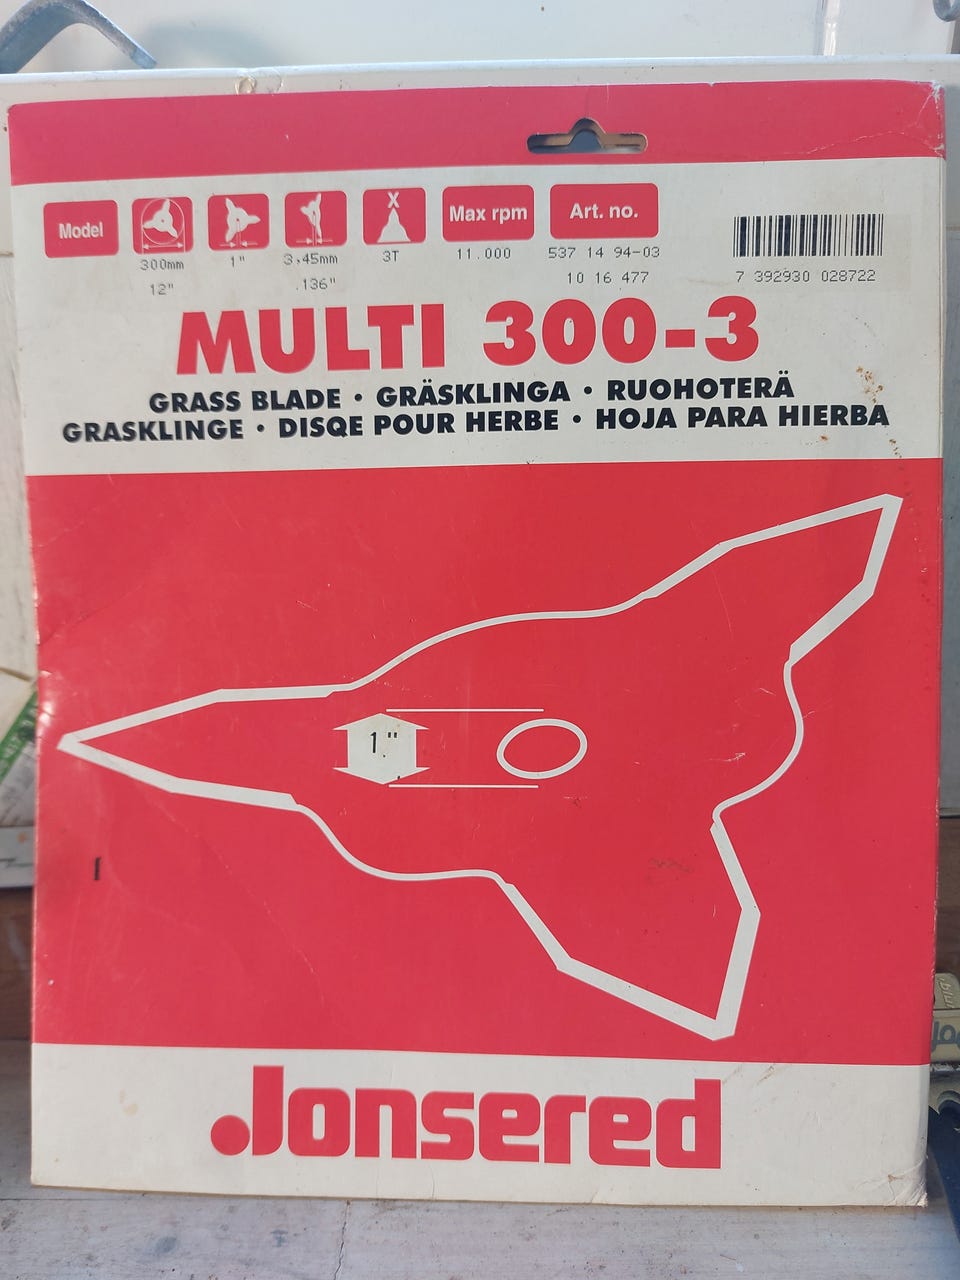 Model
X
Max rpm
Art. no.
300mm
1"
3,45mm
3T
11.000
537 14 94-03
12"
.136"
10 16 477
7 392930 028722
MULTI 300-3
GRASS BLADE · GRÄSKLINGA · RUOHOTERÄ
GRASKLINGE · DISQE POUR HERBE · HOJA PARA HIERBA
1"
Jonsered